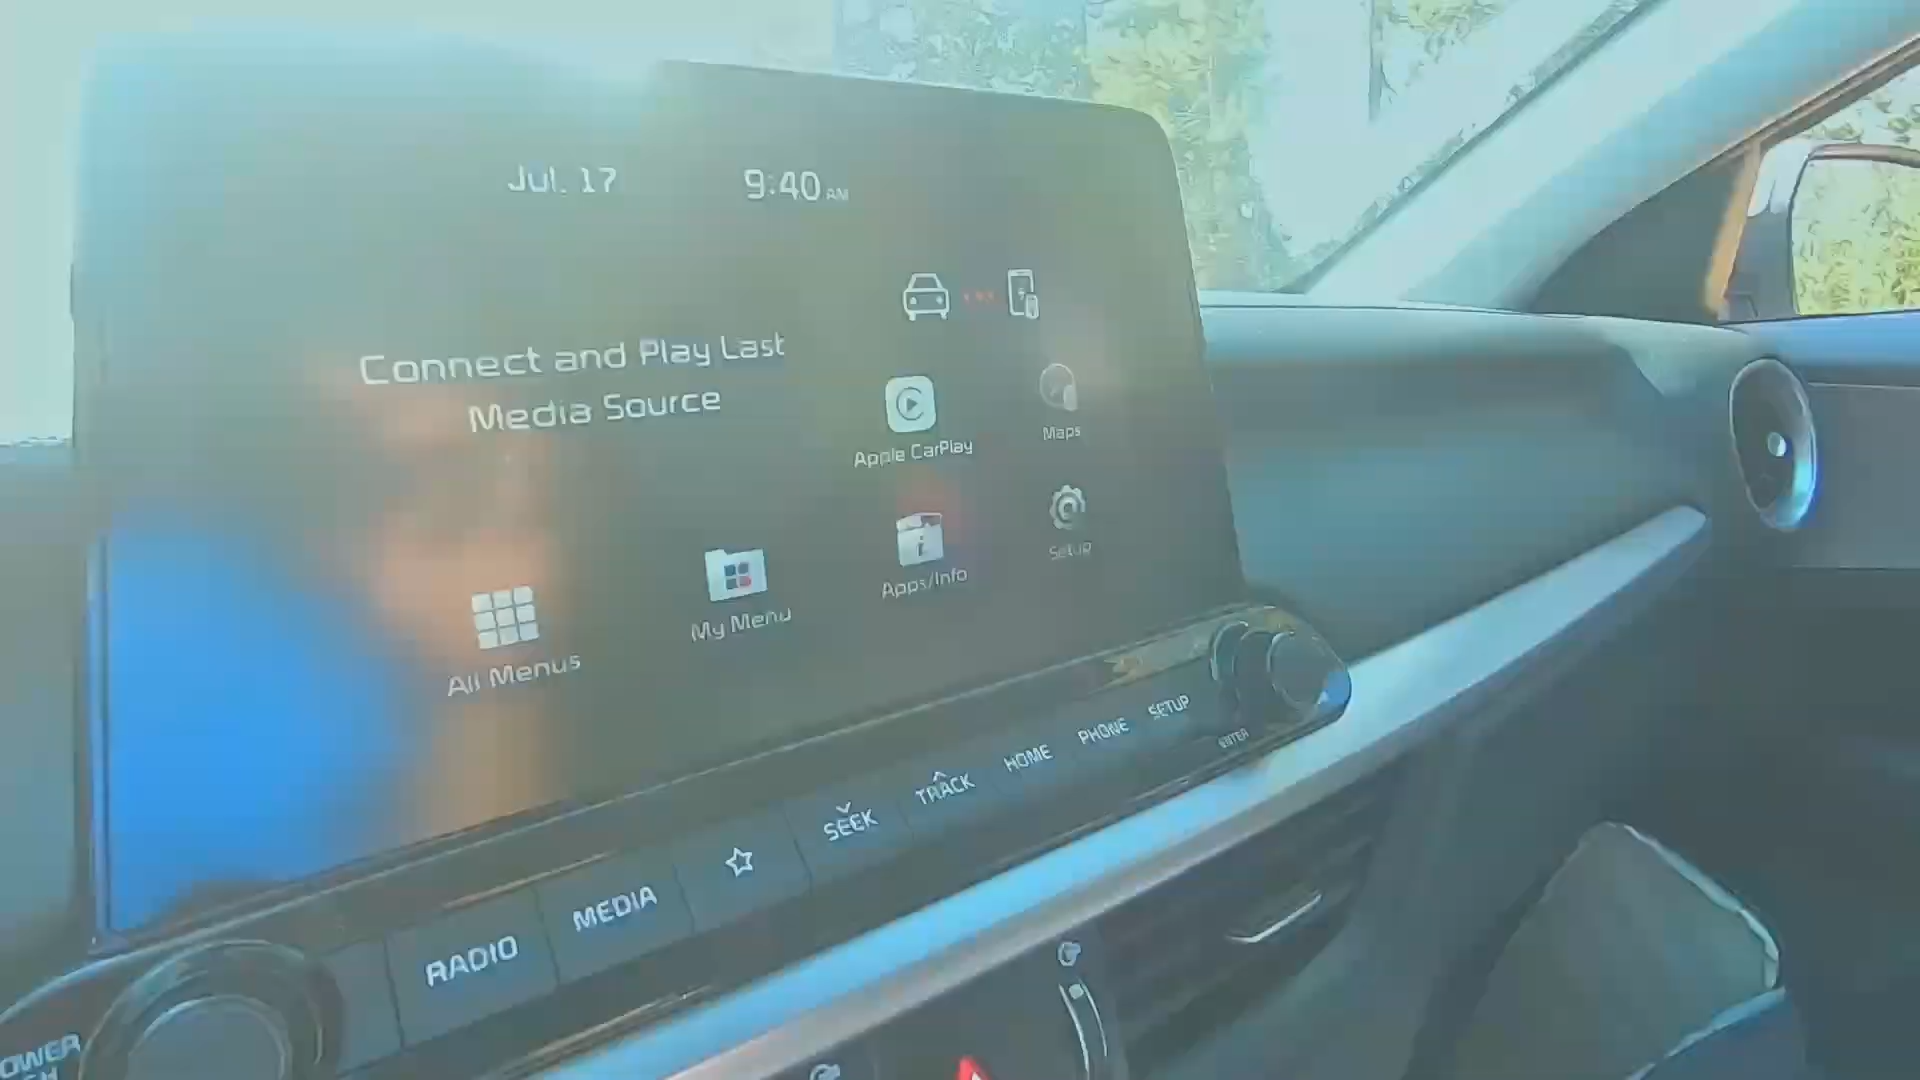 Jul. 17
9:40 AM
Connect and Play Last
Media Source
Apple CarPlay
Maps
All Menus
My Menu
Apps/Info
Setup
RADIO
MEDIA
SEEK
TRACK
HOME
PHONE
SETUP
ENTER